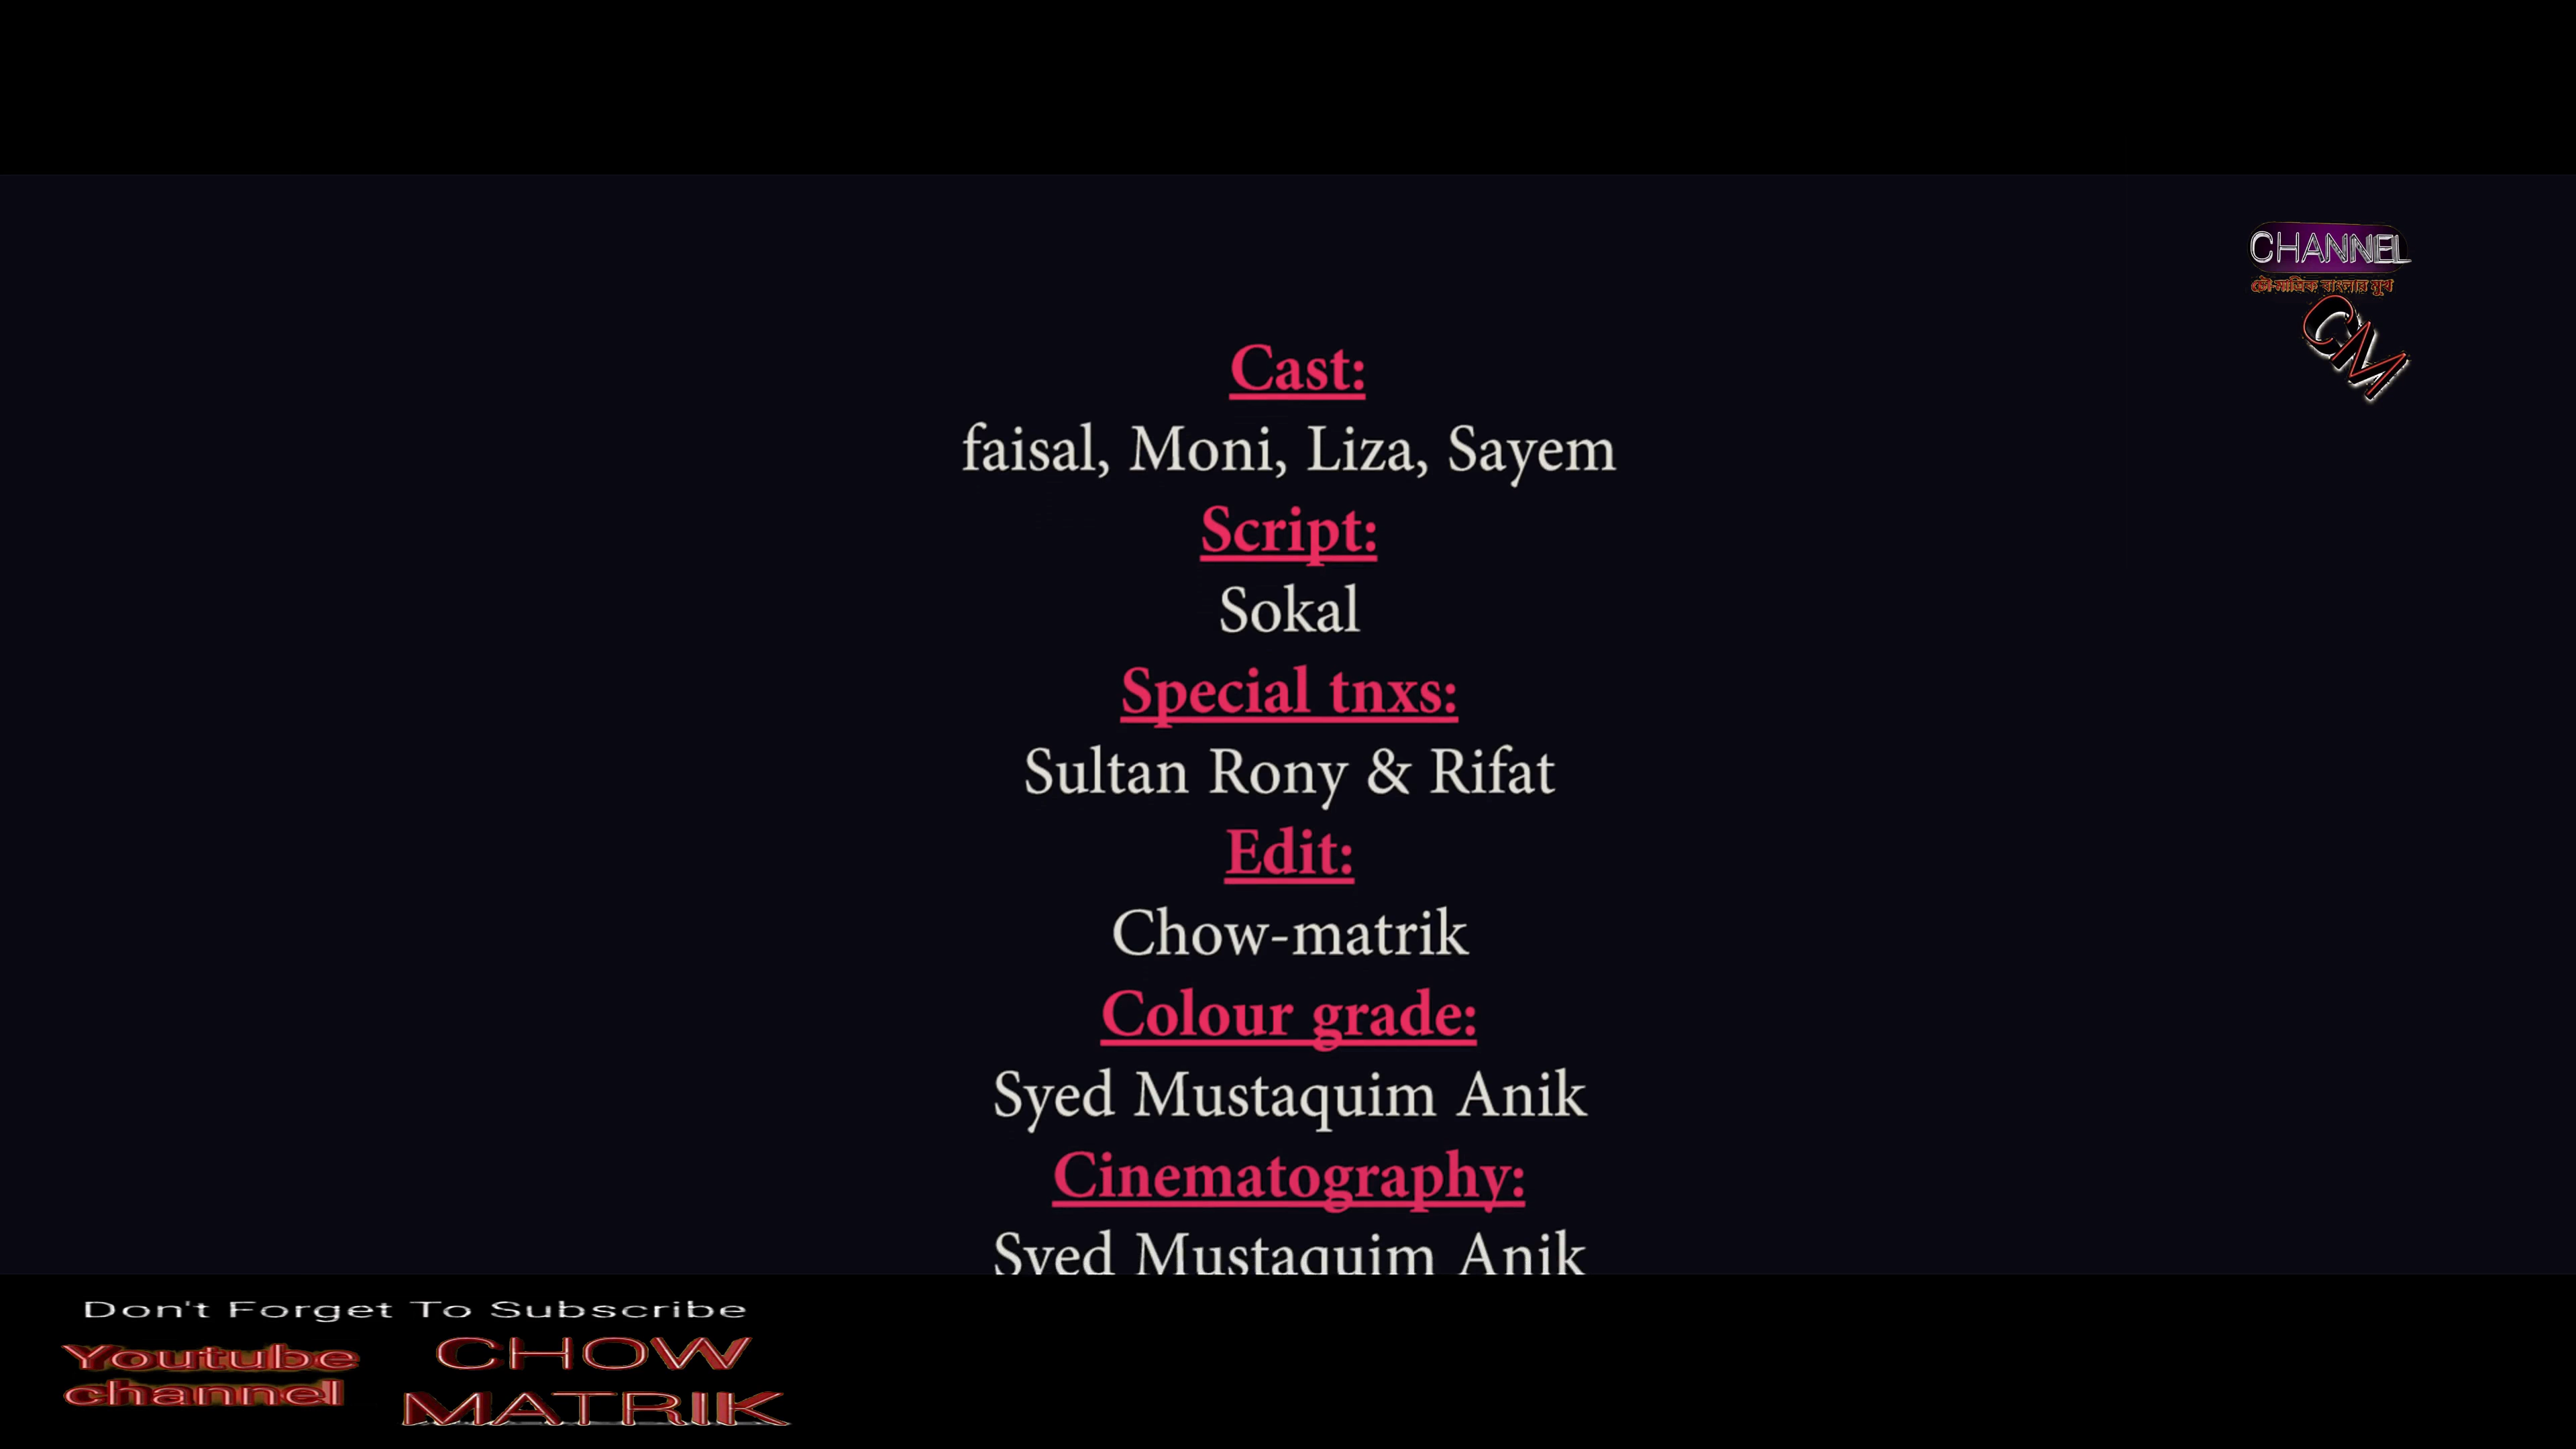 CHANNEL
চৌ-মাত্রিক বাংলার মুখ
CM
Cast:
faisal, Moni, Liza, Sayem
Script:
Sokal
Special tnxs:
Sultan Rony & Rifat
Edit:
Chow-matrik
Colour grade:
Syed Mustaquim Anik
Cinematography:
Syed Mustaquim Anik
Don't Forget To Subscribe
Youtube channel
CHOW MATRIK